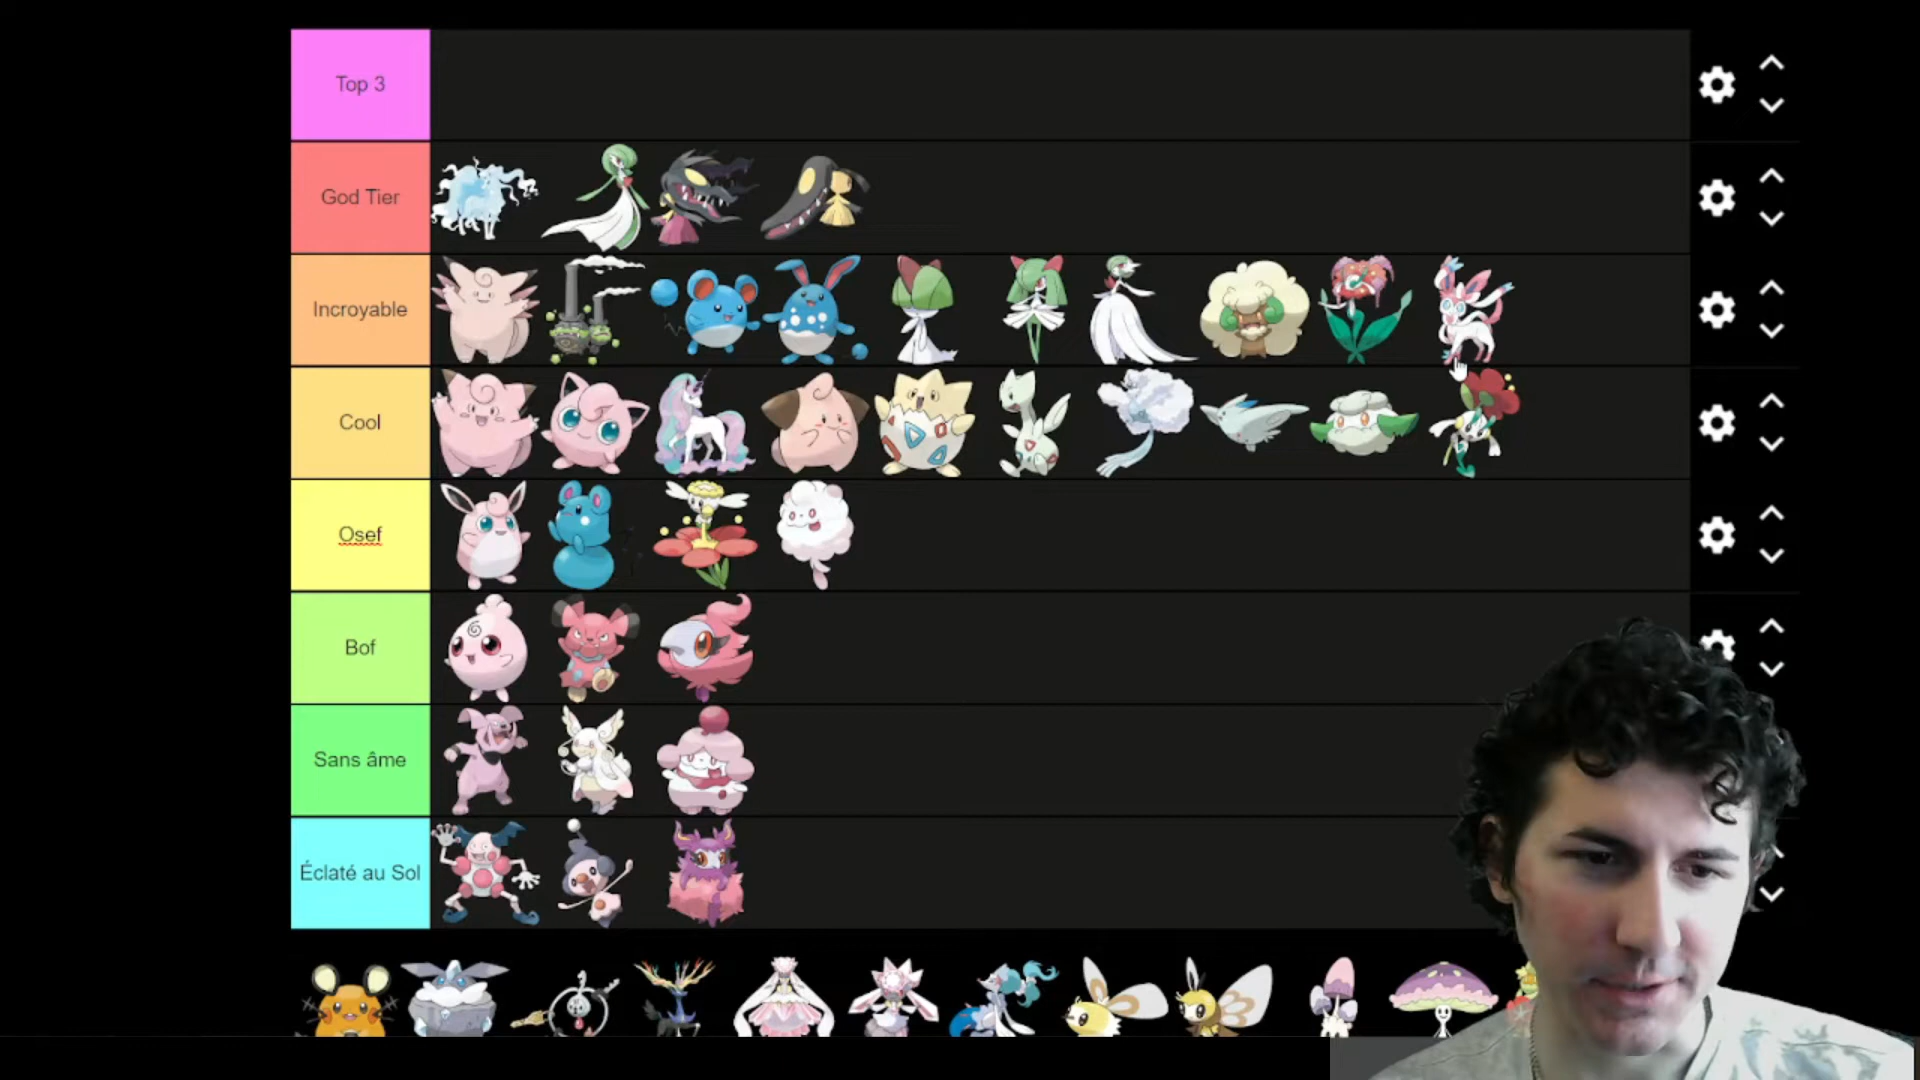 Top 3
God Tier
Incroyable
Cool
Osef
Bof
Sans âme
Éclaté au Sol